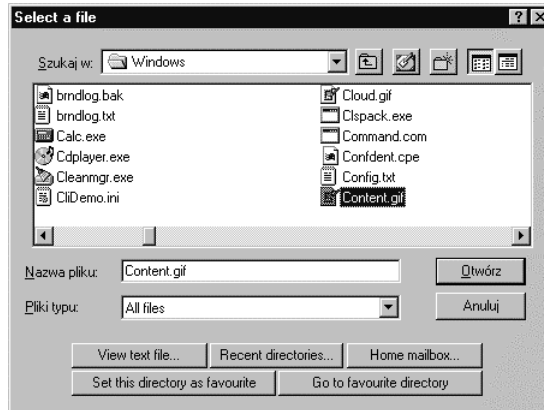 Select a file
Szukaj w: Windows
brndlog.bak
brndlog.txt
Calc.exe
Cdplayer.exe
Cleanmgr.exe
CliDemo.ini
Cloud.gif
Clspack.exe
Command.com
Confdent.cpe
Config.txt
Content.gif
Nazwa pliku: Content.gif Otwórz
Pliki typu: All files Anuluj
View text file... Recent directories... Home mailbox...
Set this directory as favourite Go to favourite directory